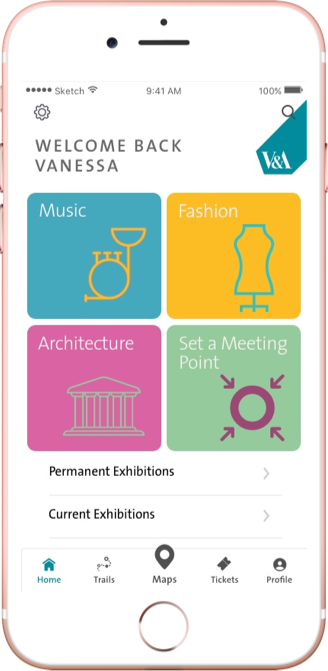 Sketch 9:41 AM 100%
WELCOME BACK
VANESSA
V&A
Music
Fashion
Architecture
Set a Meeting
Point
Permanent Exhibitions
Current Exhibitions
Home Trails Maps Tickets Profile